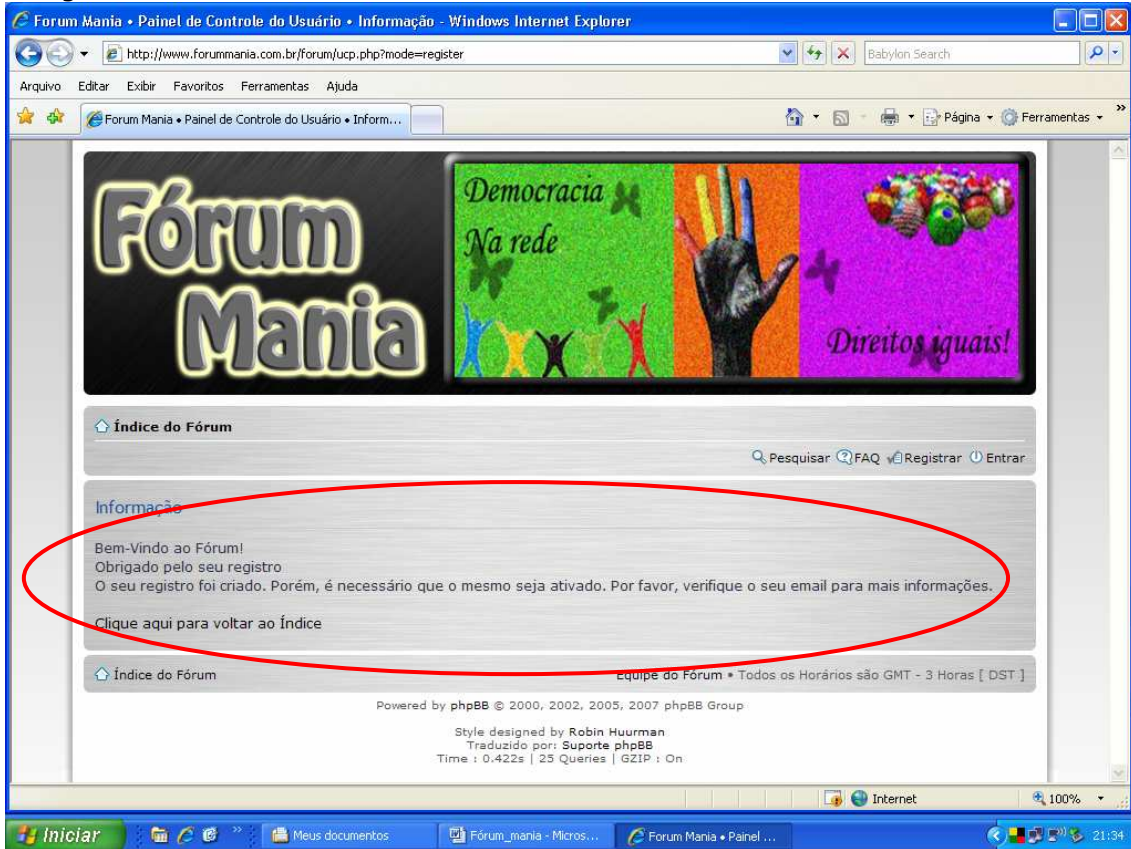 Forum Mania • Painel de Controle do Usuário • Informação - Windows Internet Explorer
http://www.forummania.com.br/forum/ucp.php?mode=register
Babylon Search
Arquivo Editar Exibir Favoritos Ferramentas Ajuda
Forum Mania • Painel de Controle do Usuário • Inform...
Página Ferramentas
Fórum
Mania
Democracia
Na rede
Direitos iguais!
Índice do Fórum
Pesquisar FAQ Registrar Entrar
Informação
Bem-Vindo ao Fórum!
Obrigado pelo seu registro
O seu registro foi criado. Porém, é necessário que o mesmo seja ativado. Por favor, verifique o seu email para mais informações.
Clique aqui para voltar ao Índice
Índice do Fórum Equipe do Fórum • Todos os Horários são GMT - 3 Horas [ DST ]
Powered by phpBB © 2000, 2002, 2005, 2007 phpBB Group
Style designed by Robin Huurman
Traduzido por: Suporte phpBB
Time : 0.422s | 25 Queries | GZIP : On
Internet 100%
Iniciar Meus documentos Fórum_mania - Micros... Forum Mania • Painel ... 21:34